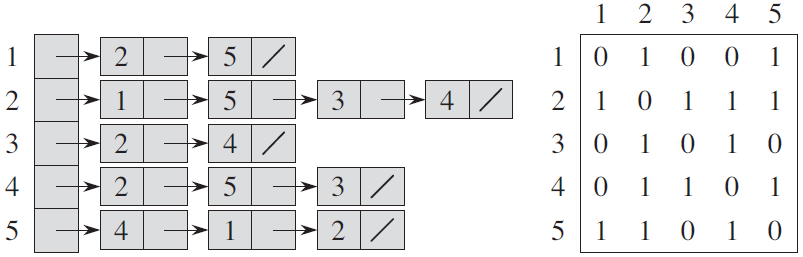 1 2 3 4 5
1 2 5 1 0 1 0 0 1
2 1 5 3 4 2 1 0 1 1 1
3 2 4 3 0 1 0 1 0
4 2 5 3 4 0 1 1 0 1
5 4 1 2 5 1 1 0 1 0